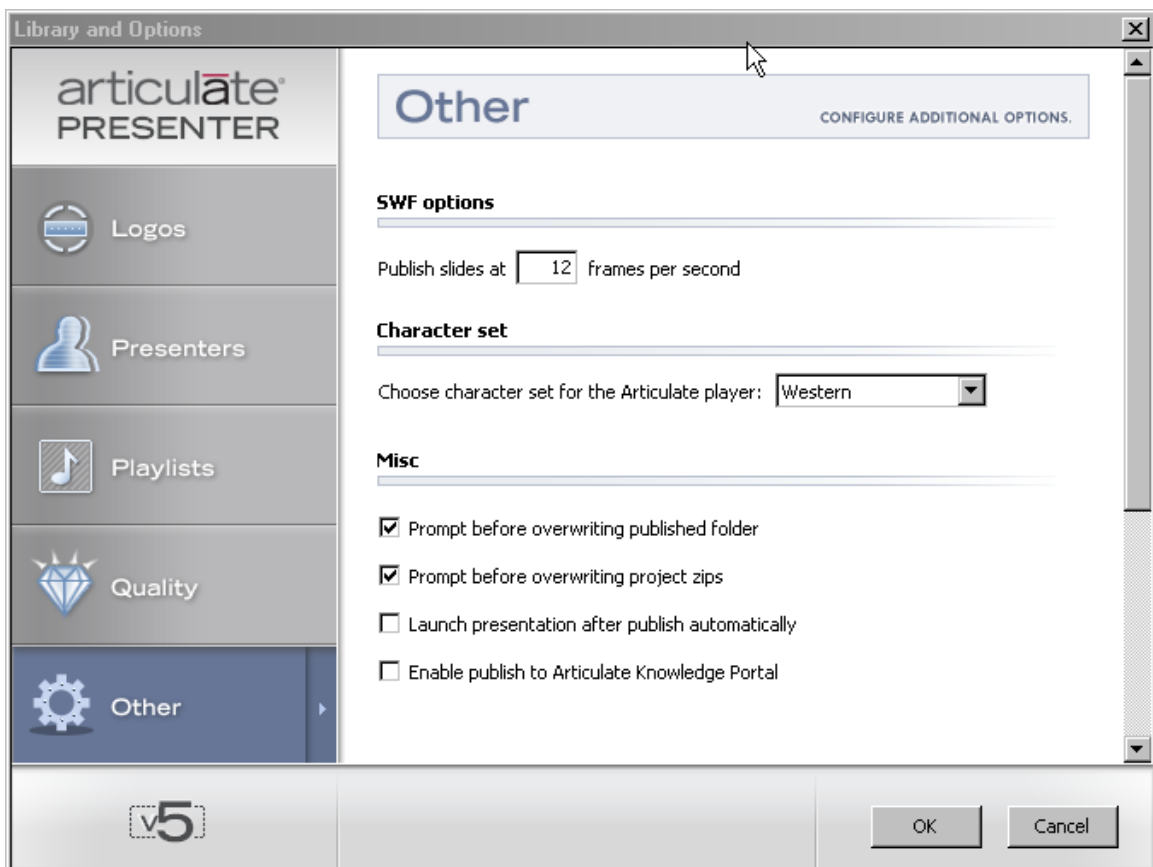 Library and Options
articulāte®
PRESENTER
Logos
Presenters
Playlists
Quality
Other
Other
CONFIGURE ADDITIONAL OPTIONS.
SWF options
Publish slides at 12 frames per second
Character set
Choose character set for the Articulate player: Western
Misc
Prompt before overwriting published folder
Prompt before overwriting project zips
Launch presentation after publish automatically
Enable publish to Articulate Knowledge Portal
v5
OK Cancel